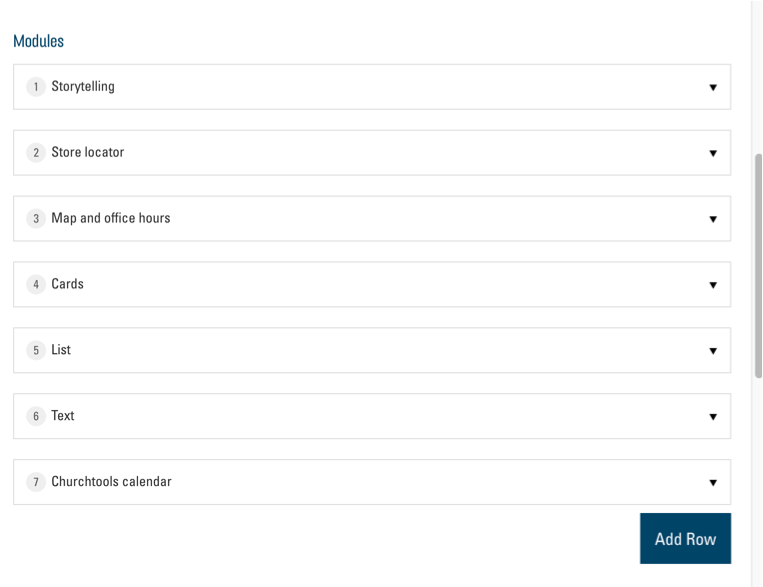 Modules
1 Storytelling
2 Store locator
3 Map and office hours
4 Cards
5 List
6 Text
7 Churchtools calendar
Add Row